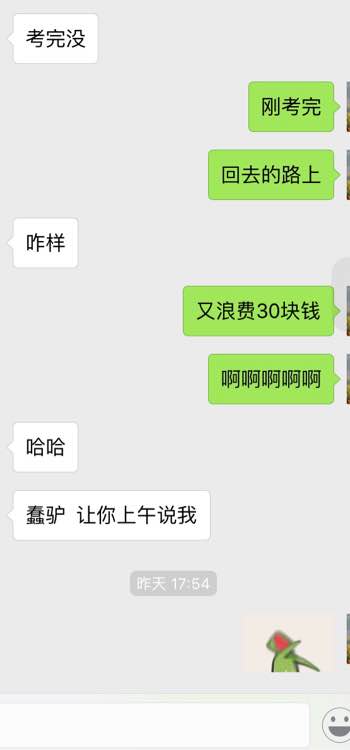 考完没
刚考完
回去的路上
咋样
又浪费30块钱
啊啊啊啊啊
哈哈
蠢驴 让你上午说我
昨天 17:54